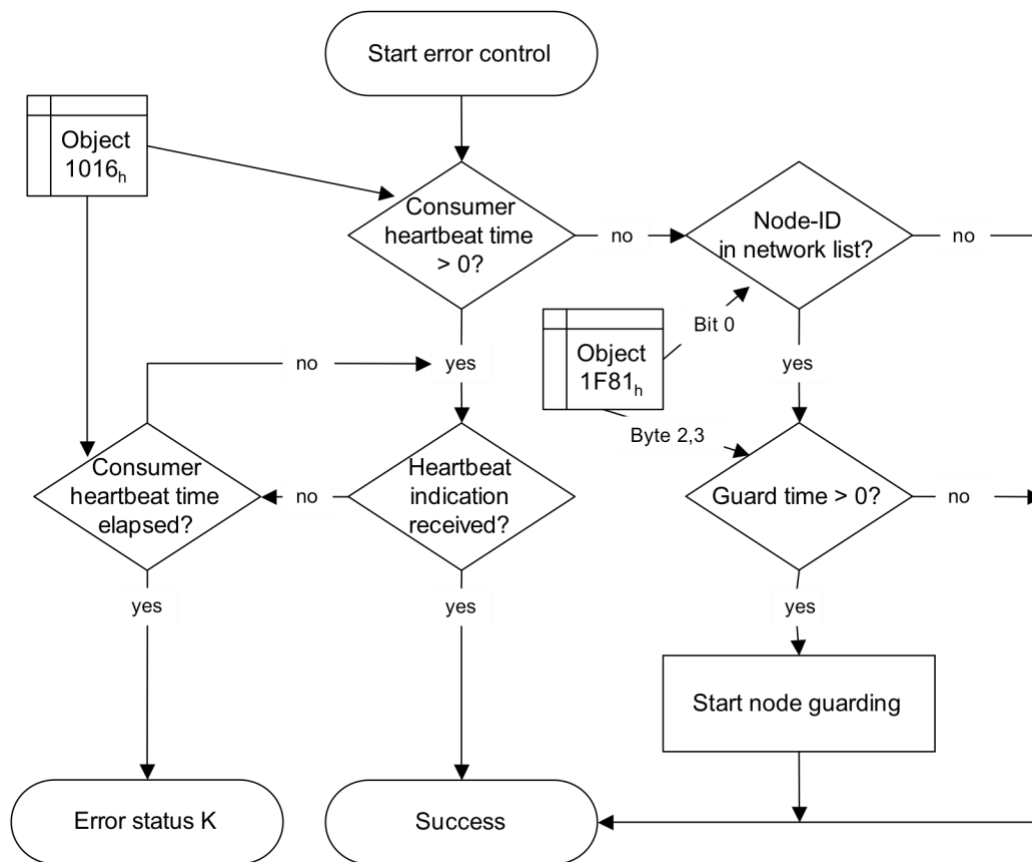 Start error control
Object
1016h
Consumer
heartbeat time
> 0?
no
Node-ID
in network list?
no
Bit 0
Object
1F81h
no
yes
yes
Byte 2,3
Consumer
heartbeat time
elapsed?
no
Heartbeat
indication
received?
Guard time > 0?
no
yes
yes
yes
Start node guarding
Error status K
Success